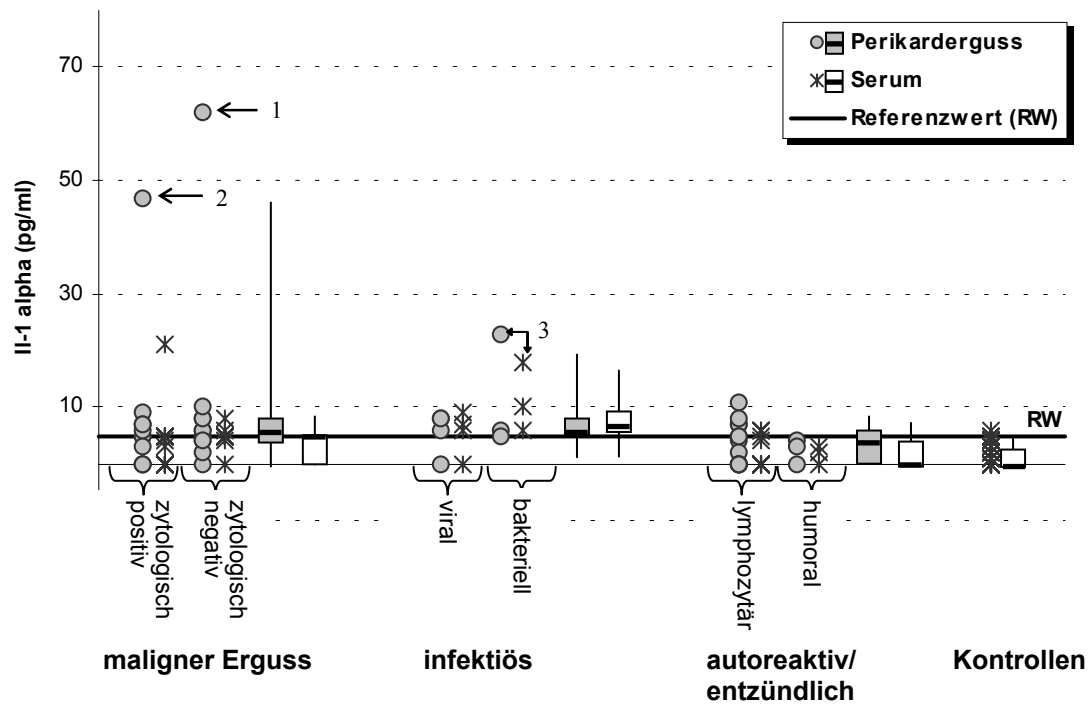 Perikarderguss
Serum
Referenzwert (RW)
Il-1 alpha (pg/ml)
70
50
30
10
1
2
3
RW
zytologisch
positiv
zytologisch
negativ
viral
bakteriell
lymphozytär
humoral
maligner Erguss
infektiös
autoreaktiv/
entzündlich
Kontrollen